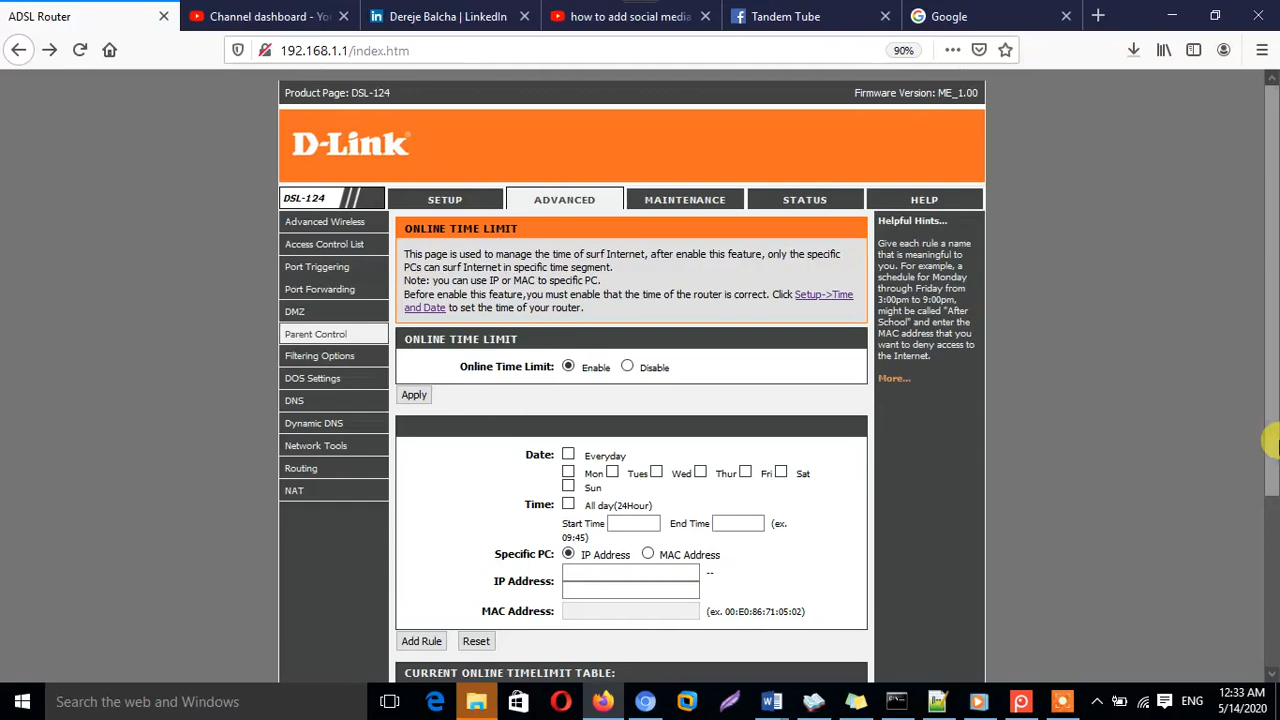 ADSL Router
Channel dashboard - Yo
Dereje Balcha | LinkedIn
how to add social media
Tandem Tube
Google
192.168.1.1/index.htm
90%
Product Page: DSL-124
Firmware Version: ME_1.00
D-Link
DSL-124
SETUP
ADVANCED
MAINTENANCE
STATUS
HELP
Advanced Wireless
Access Control List
Port Triggering
Port Forwarding
DMZ
Parent Control
Filtering Options
DOS Settings
DNS
Dynamic DNS
Network Tools
Routing
NAT
ONLINE TIME LIMIT
This page is used to manage the time of surf Internet, after enable this feature, only the specific
PCs can surf Internet in specific time segment.
Note: you can use IP or MAC to specific PC.
Before enable this feature,you must enable that the time of the router is correct. Click Setup->Time
and Date to set the time of your router.
ONLINE TIME LIMIT
Online Time Limit: Enable Disable
Apply
Date: Everyday
Mon Tues Wed Thur Fri Sat
Sun
Time: All day(24Hour)
Start Time End Time (ex.
09:45)
Specific PC: IP Address MAC Address
IP Address: --
MAC Address: (ex. 00:E0:86:71:05:02)
Add Rule Reset
CURRENT ONLINE TIMELIMIT TABLE:
Helpful Hints...
Give each rule a name
that is meaningful to
you. For example, a
schedule for Monday
through Friday from
3:00pm to 9:00pm,
might be called "After
School" and enter the
MAC address that you
want to deny access to
the Internet.
More...
Search the web and Windows
ENG
12:33 AM
5/14/2020